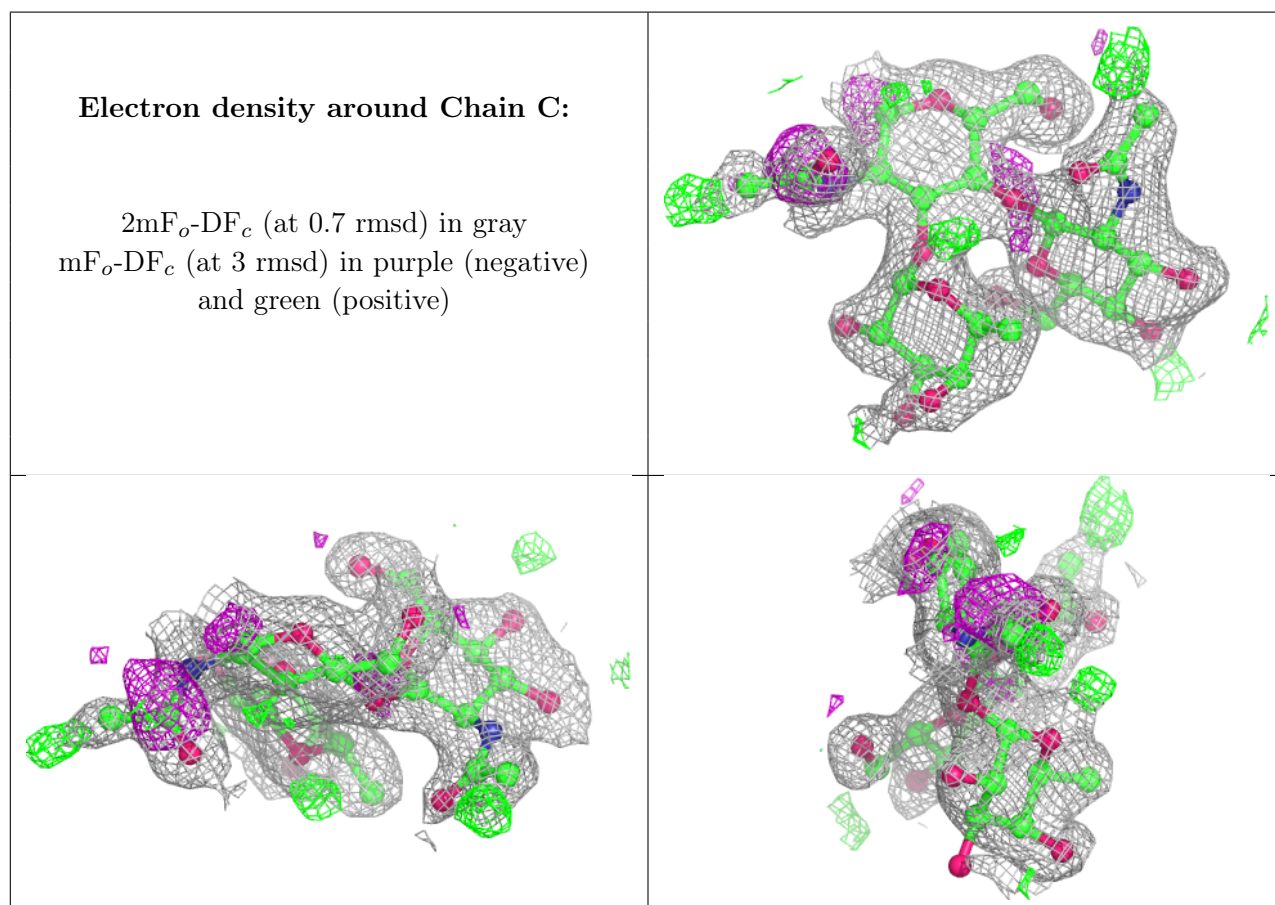 Electron density around Chain C:
2mFo-DFc (at 0.7 rmsd) in gray
mFo-DFc (at 3 rmsd) in purple (negative)
and green (positive)